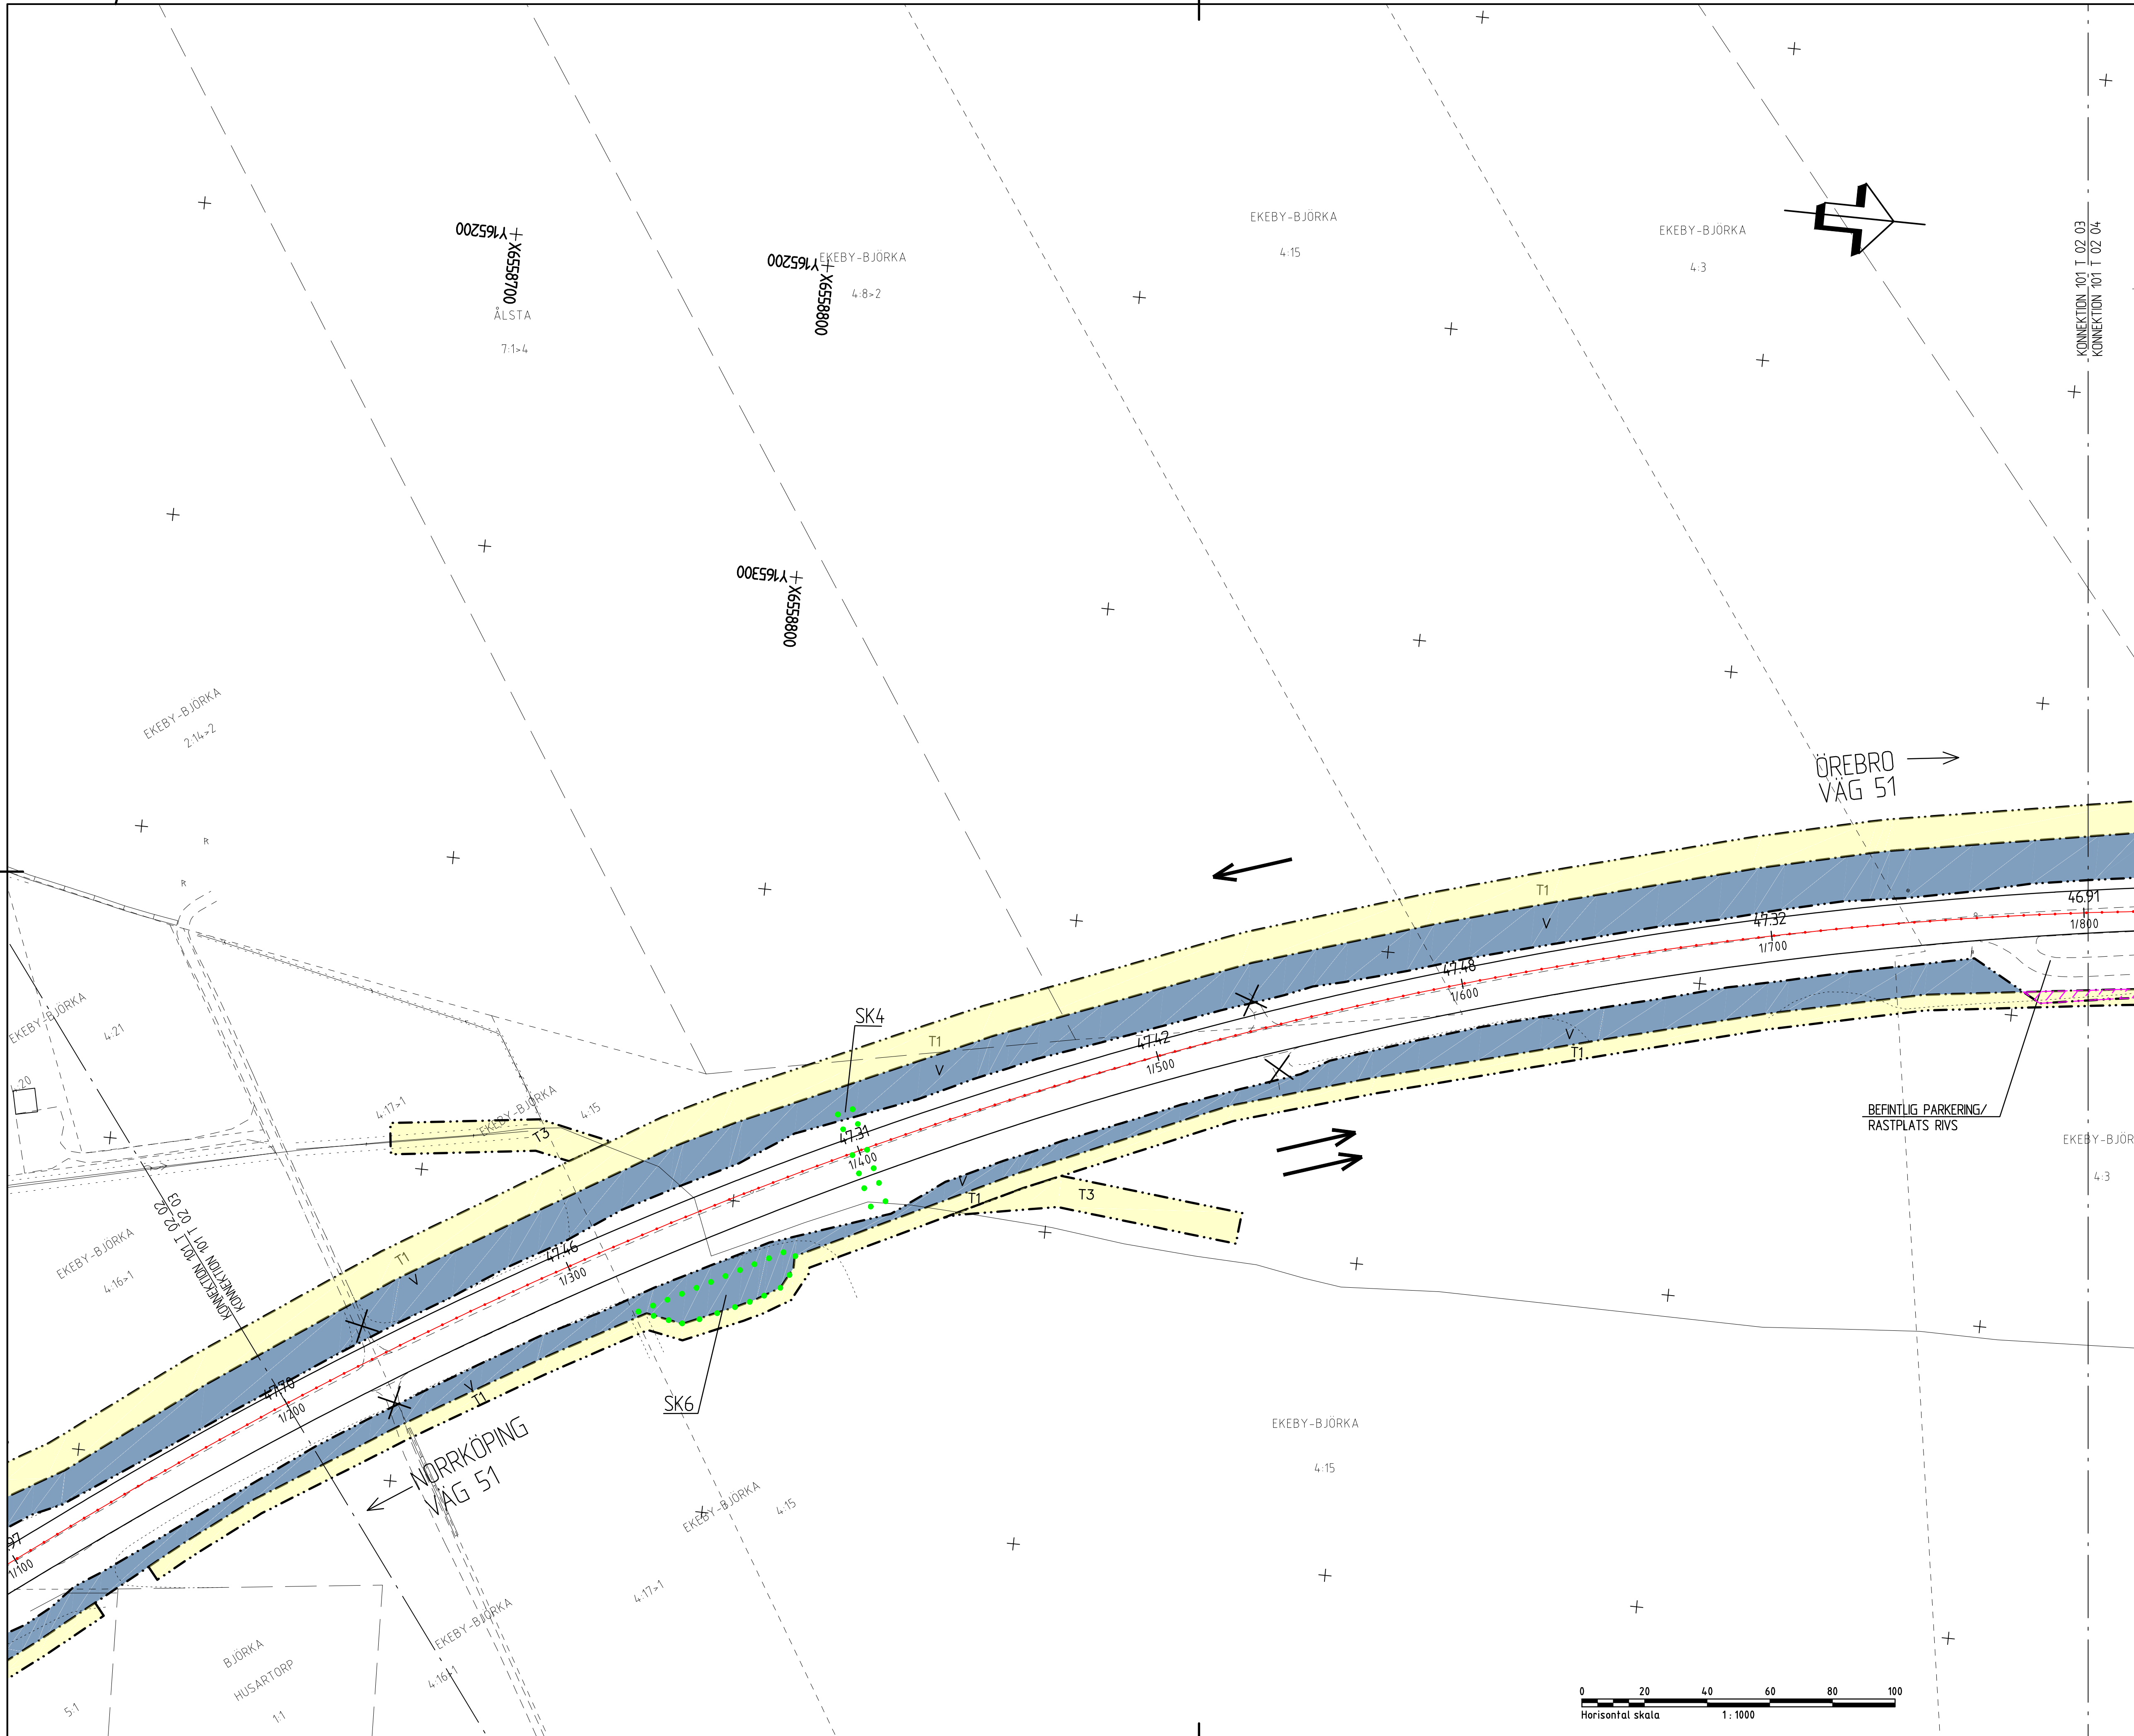 EKEBY-BJÖRKA
4:15
EKEBY-BJÖRKA
4:3
KONNEKTION 101 T 02 03
KONNEKTION 101 T 02 04
Y165200
X6558700
ÅLSTA
7:1>4
Y165200
X6558800
EKEBY-BJÖRKA
4:8>2
Y165300
X6558800
EKEBY-BJÖRKA
2:14>2
ÖREBRO
VÄG 51
T1
V
46.91
1/800
47.32
1/700
47.48
1/600
47.42
1/500
SK4
T1
V
47.31
1/400
V
T1
BEFINTLIG PARKERING/
RASTPLATS RIVS
EKEBY-BJÖR
4:3
EKEBY-BJÖRKA
4:21
4:17>1
EKEBY-BJÖRKA
4:15
T3
V
T1
T3
EKEBY-BJÖRKA
4:16>1
KONNEKTION 101 T 02 02
KONNEKTION 101 T 02 03
T1
V
47.46
1/300
47.70
1/200
V
T1
SK6
NORRKÖPING
VÄG 51
EKEBY-BJÖRKA
4:15
EKEBY-BJÖRKA
4:15
4:17>1
.97
1/100
EKEBY-BJÖRKA
4:16>1
BJÖRKA
HUSARTORP
1:1
5:1
0 20 40 60 80 100
Horisontal skala 1 : 1000